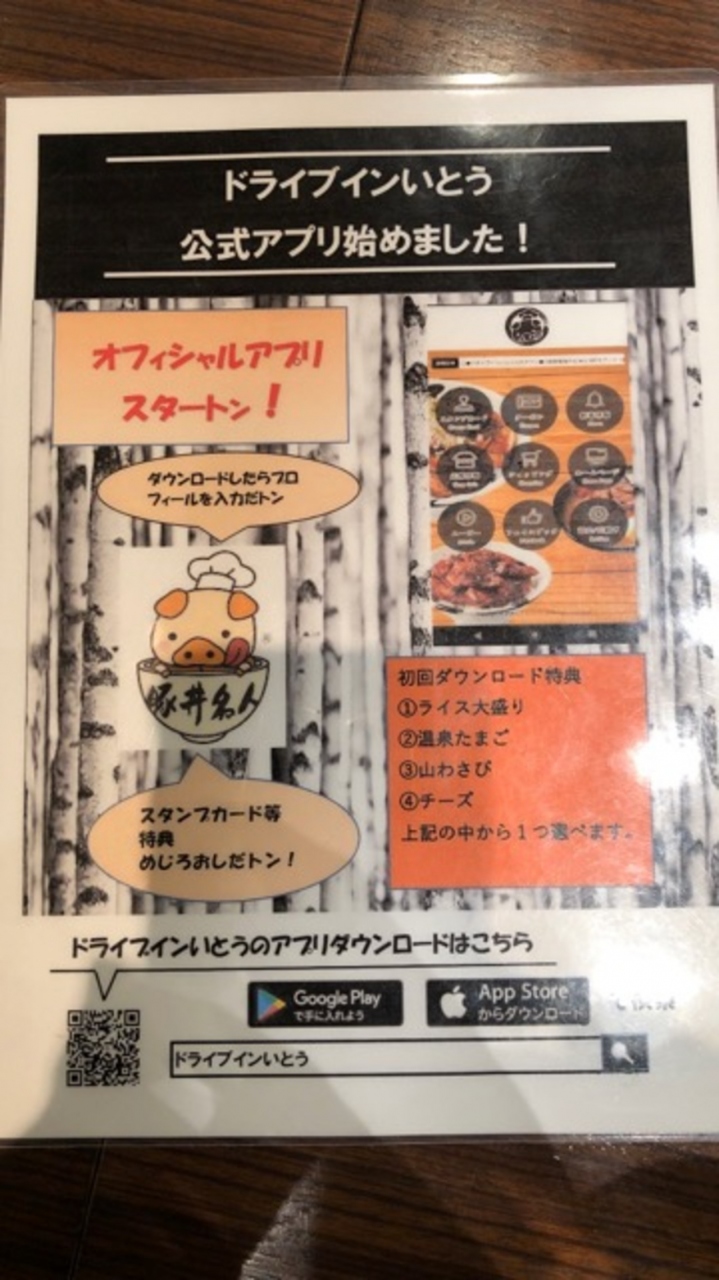 ドライブインいとう
公式アプリ始めました！
オフィシャルアプリ
スタートン！
ダウンロードしたらプロ
フィールを入力だトン
豚丼名人
スタンプカード等
特典
めじろおしだトン！
初回ダウンロード特典
①ライス大盛り
②温泉たまご
③山わさび
④チーズ
上記の中から１つ選べます。
ドライブインいとうのアプリダウンロードはこちら
Google Play
で手に入れよう
App Store
からダウンロード
ドライブインいとう